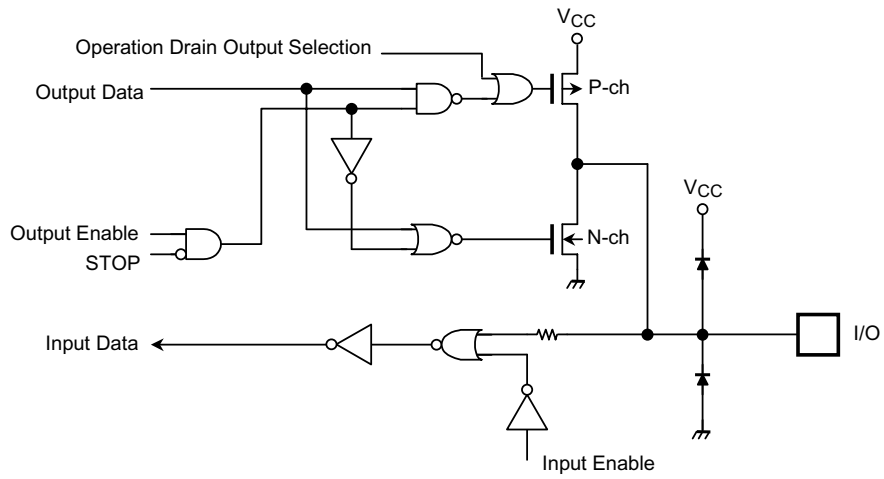 VCC
Operation Drain Output Selection
P-ch
Output Data
VCC
Output Enable
N-ch
STOP
Input Data
I/O
Input Enable